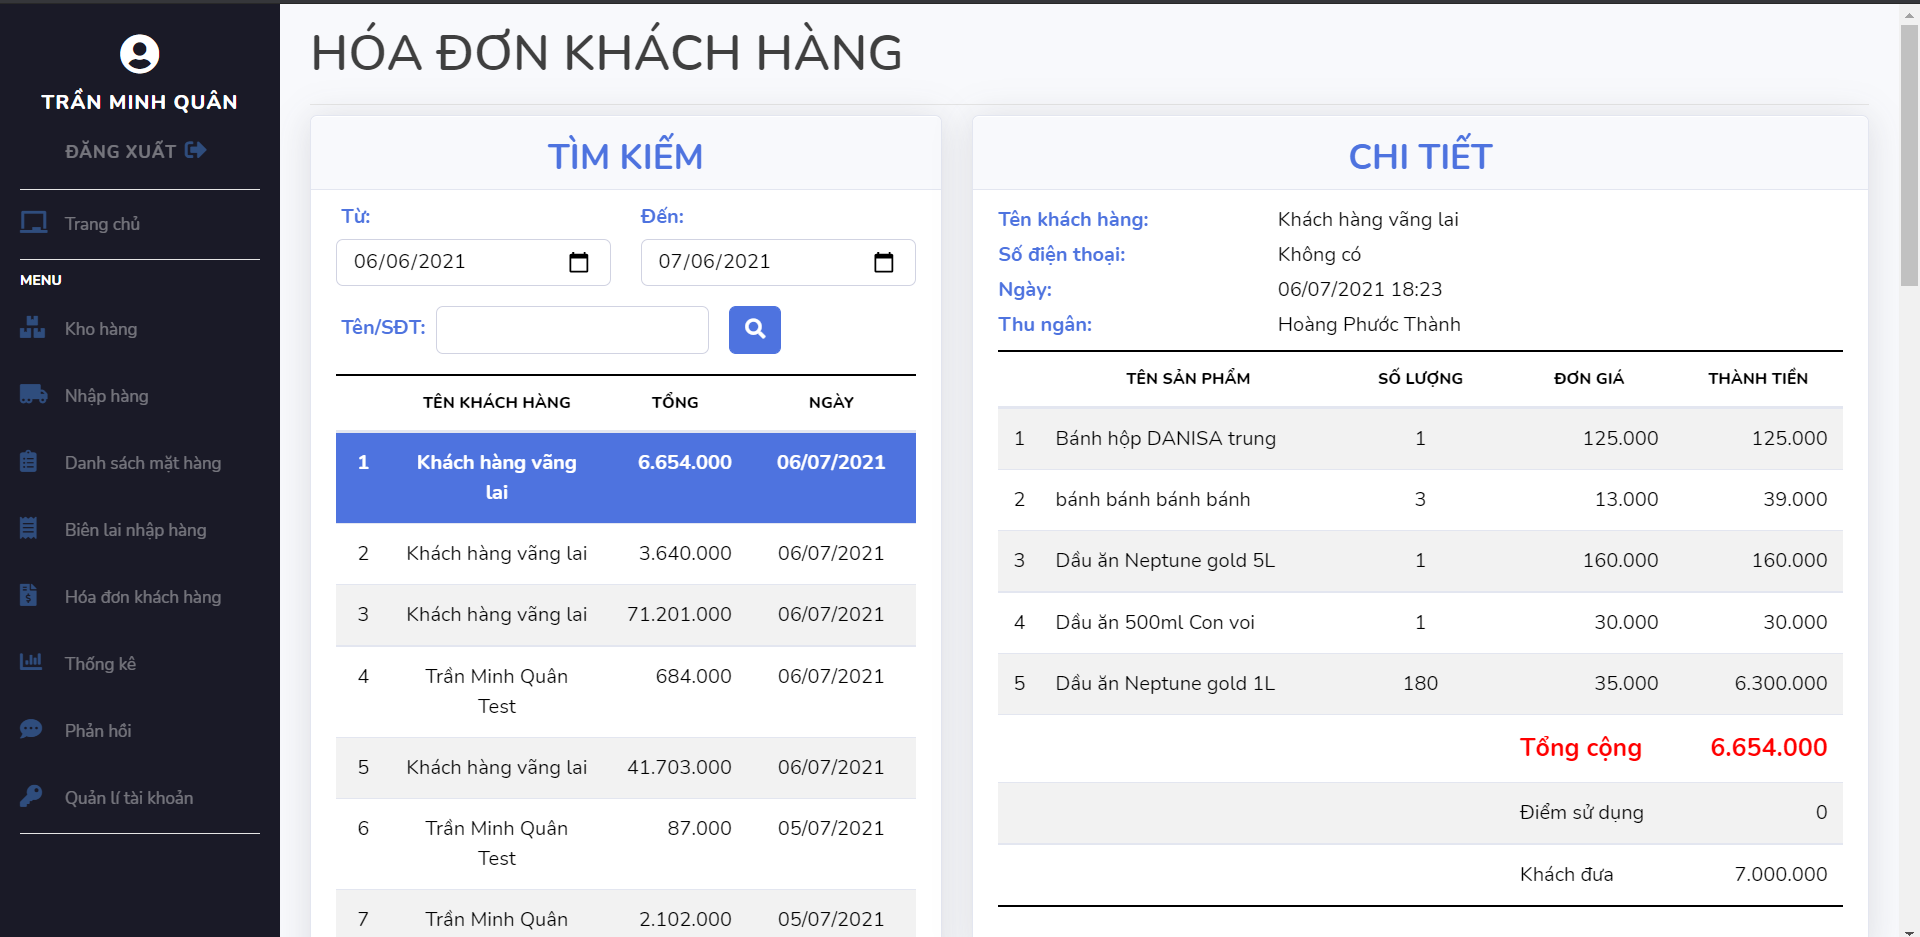 TRẦN MINH QUÂN
ĐĂNG XUẤT
Trang chủ
MENU
Kho hàng
Nhập hàng
Danh sách mặt hàng
Biên lai nhập hàng
Hóa đơn khách hàng
Thống kê
Phản hồi
Quản lí tài khoản
HÓA ĐƠN KHÁCH HÀNG
TÌM KIẾM
Từ: Đến:
06/06/2021 07/06/2021
Tên/SĐT:
TÊN KHÁCH HÀNG TỔNG NGÀY
1 Khách hàng vãng 6.654.000 06/07/2021
lai
2 Khách hàng vãng lai 3.640.000 06/07/2021
3 Khách hàng vãng lai 71.201.000 06/07/2021
4 Trần Minh Quân 684.000 06/07/2021
Test
5 Khách hàng vãng lai 41.703.000 06/07/2021
6 Trần Minh Quân 87.000 05/07/2021
Test
7 Trần Minh Quân 2.102.000 05/07/2021
CHI TIẾT
Tên khách hàng: Khách hàng vãng lai
Số điện thoại: Không có
Ngày: 06/07/2021 18:23
Thu ngân: Hoàng Phước Thành
TÊN SẢN PHẨM SỐ LƯỢNG ĐƠN GIÁ THÀNH TIỀN
1 Bánh hộp DANISA trung 1 125.000 125.000
2 bánh bánh bánh bánh 3 13.000 39.000
3 Dầu ăn Neptune gold 5L 1 160.000 160.000
4 Dầu ăn 500ml Con voi 1 30.000 30.000
5 Dầu ăn Neptune gold 1L 180 35.000 6.300.000
Tổng cộng 6.654.000
Điểm sử dụng 0
Khách đưa 7.000.000